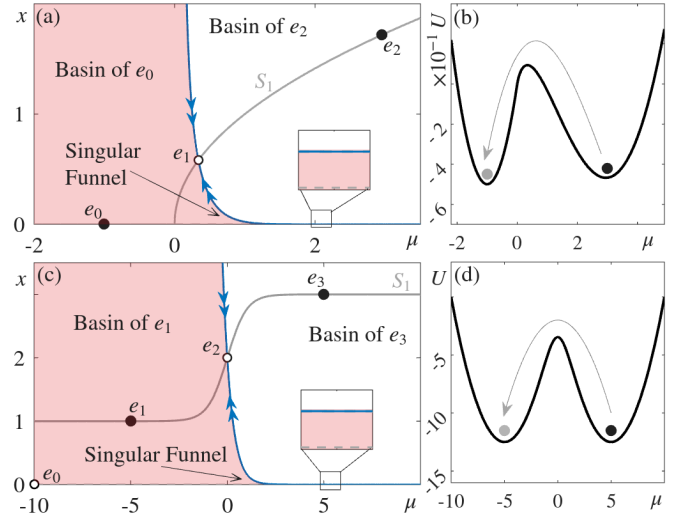 x (a) Basin of e₂
Basin of e₀
S₁
e₂
1
e₁
Singular
Funnel
e₀
0
-2 0 2 μ
(b)
×10⁻¹ U
-2
-4
-6
-2 0 2 μ
x (c)
e₃
S₁
Basin of e₁
e₂
Basin of e₃
2
e₁
1
Singular Funnel
e₀
0
-10 -5 0 5 μ
U (d)
-5
-10
-15
-10 -5 0 5 μ